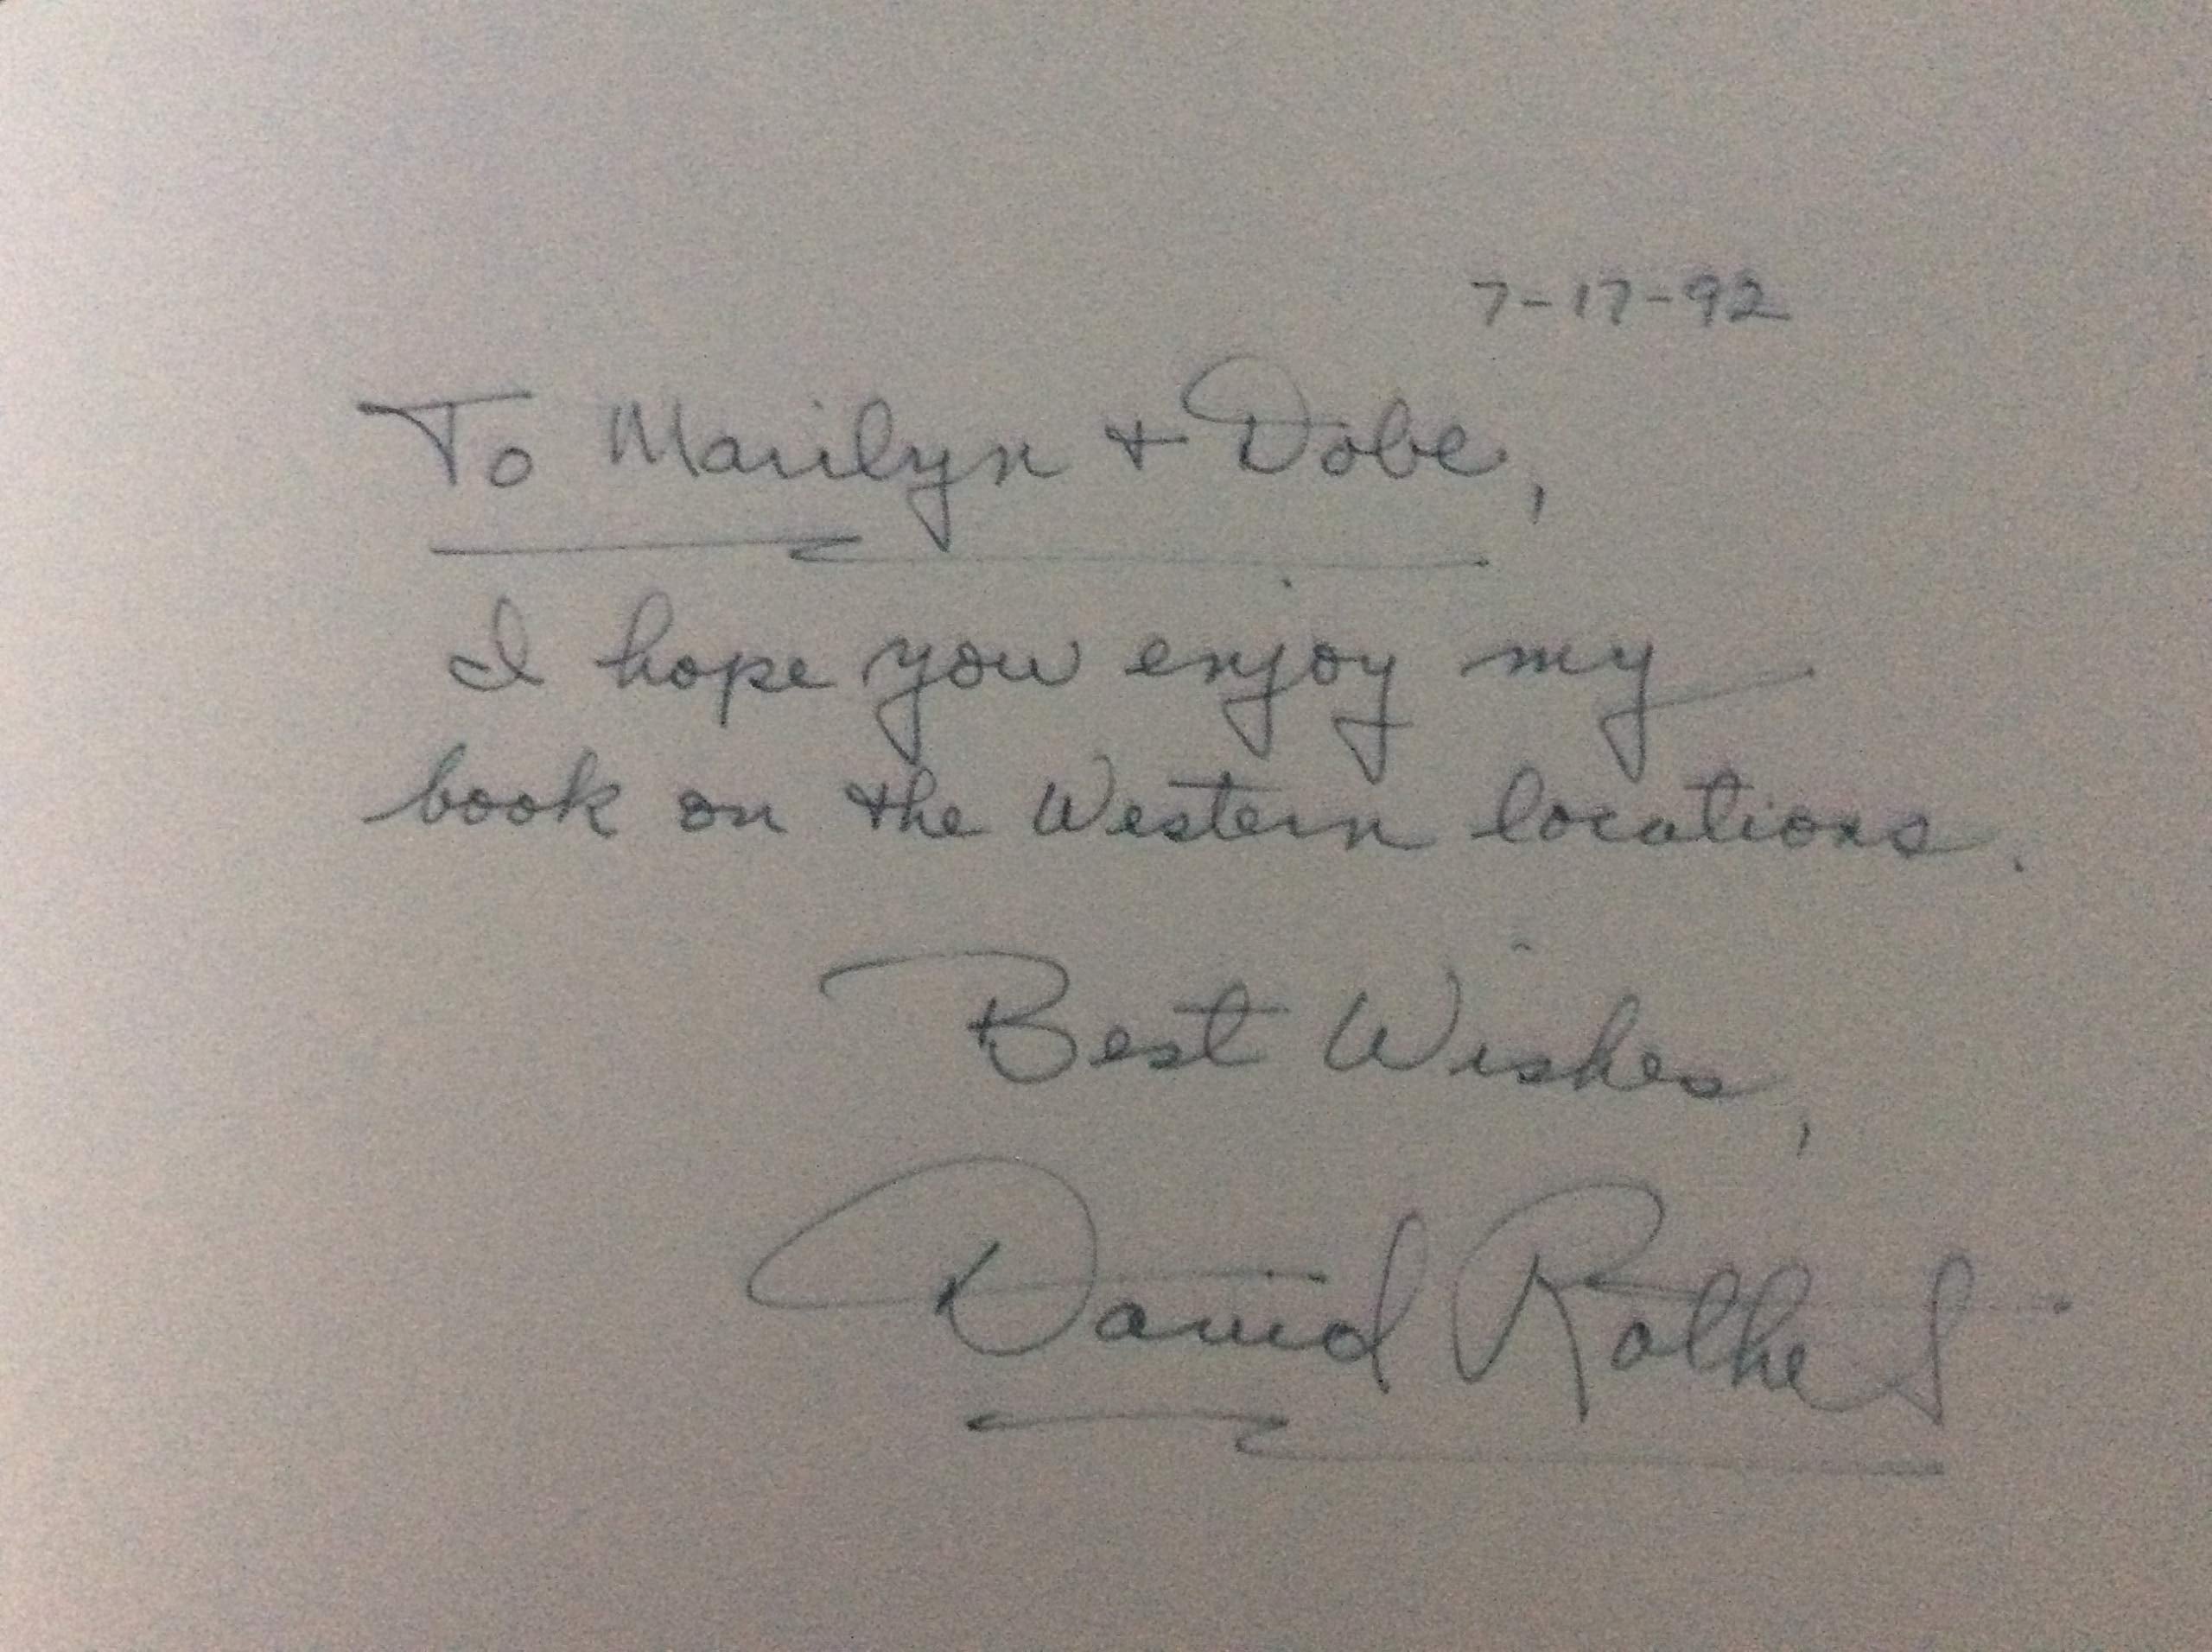 7-17-92
To Marilyn + Dobe,
I hope you enjoy my
book on the Western locations.
Best Wishes,
David Rothel